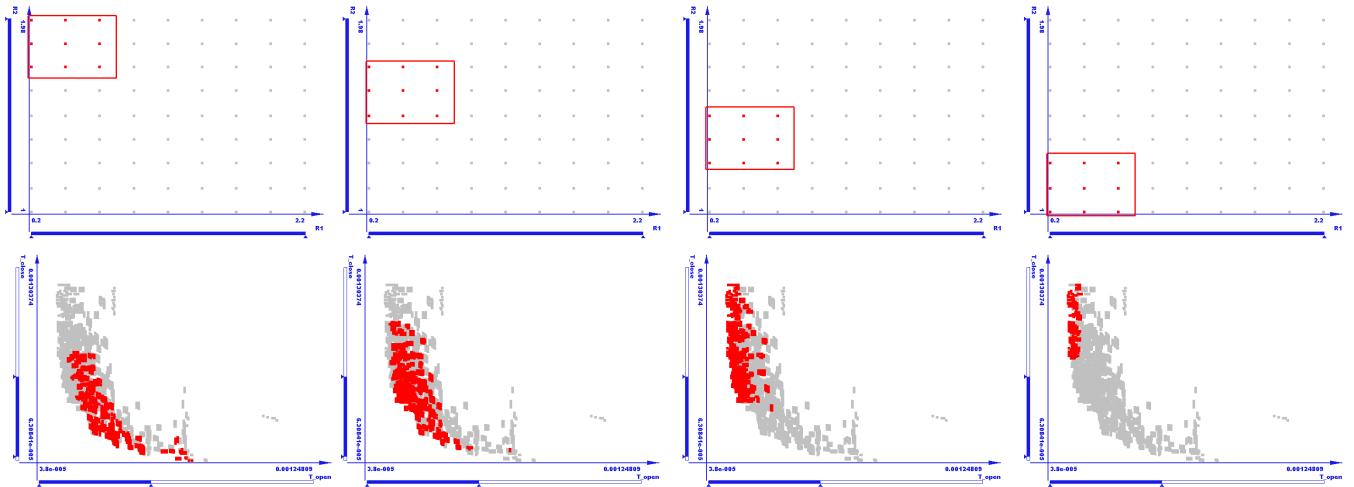 R2
1.98
1
0.2
2.2
R1
R2
1.98
1
0.2
2.2
R1
R2
1.98
1
0.2
2.2
R1
R2
1.98
1
0.2
2.2
R1
T_close
0.00130374
6.30841e-005
3.8e-005
0.00124809
T_open
T_close
0.00130374
6.30841e-005
3.8e-005
0.00124809
T_open
T_close
0.00130374
6.30841e-005
3.8e-005
0.00124809
T_open
T_close
0.00130374
6.30841e-005
3.8e-005
0.00124809
T_open